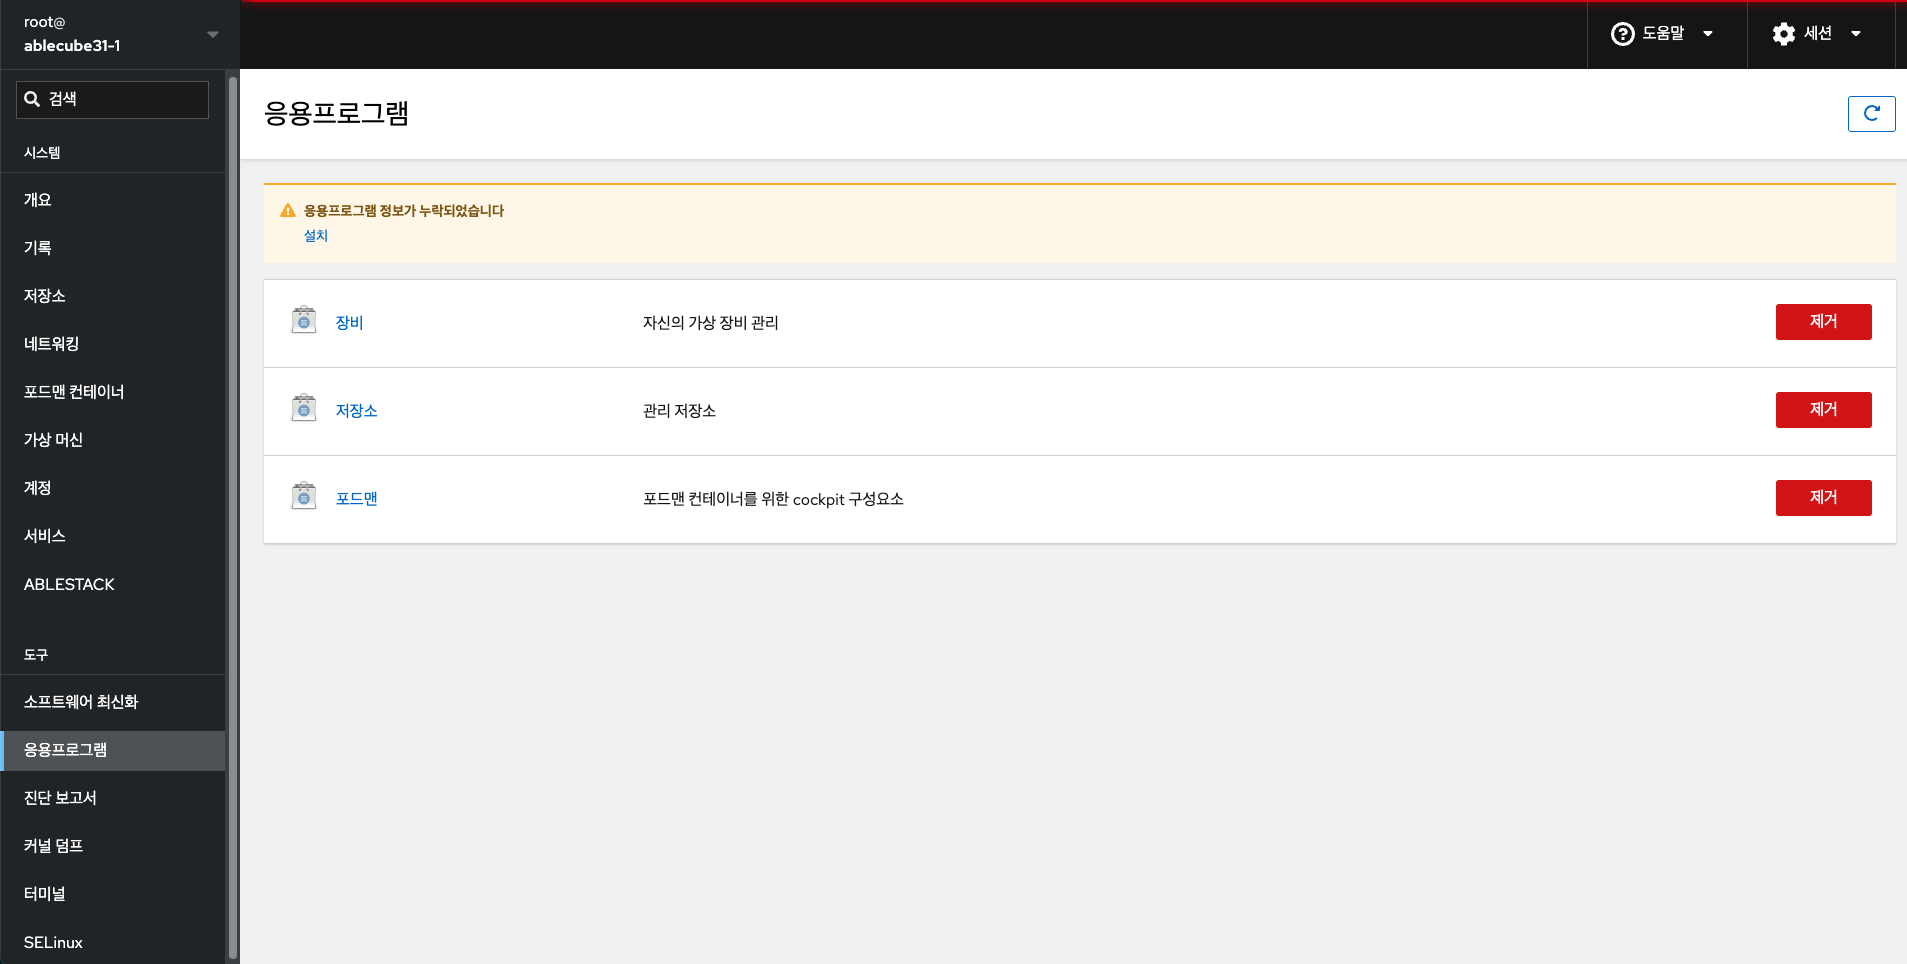 root@
ablecube31-1
도움말
세션
검색
시스템
개요
기록
저장소
네트워킹
포드맨 컨테이너
가상 머신
계정
서비스
ABLESTACK
도구
소프트웨어 최신화
응용프로그램
진단 보고서
커널 덤프
터미널
SELinux
응용프로그램
응용프로그램 정보가 누락되었습니다
설치
장비 자신의 가상 장비 관리 제거
저장소 관리 저장소 제거
포드맨 포드맨 컨테이너를 위한 cockpit 구성요소 제거